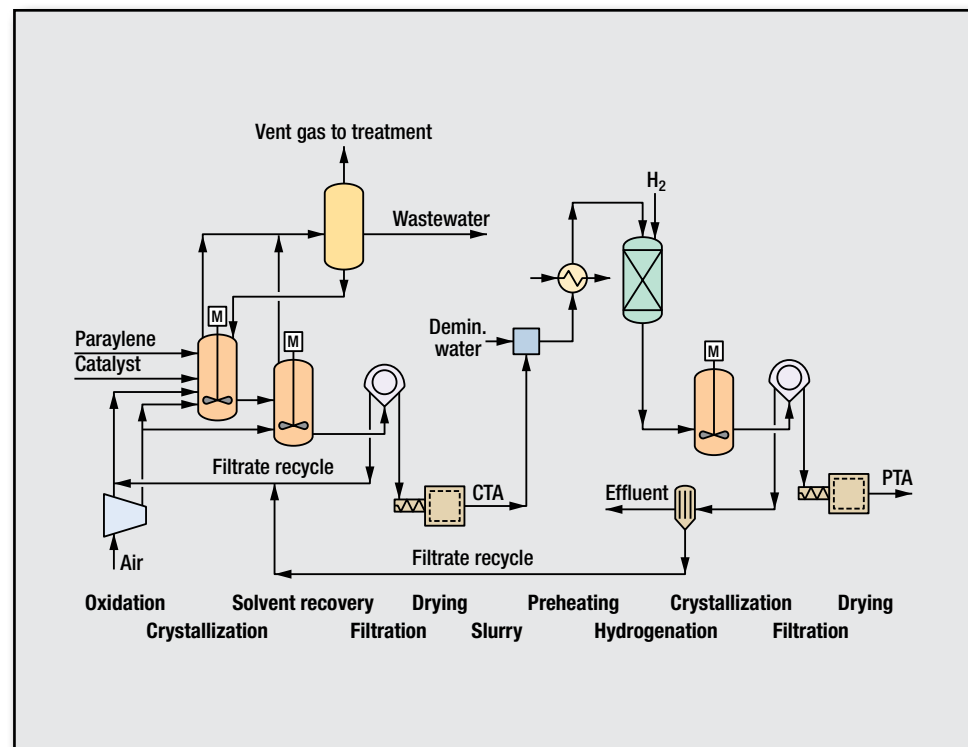 Vent gas to treatment
H2
Wastewater
M
Paraylene
Catalyst
M
Demin.
water
M
Filtrate recycle
CTA
Effluent
PTA
Air
Filtrate recycle
Oxidation Solvent recovery Drying Preheating Crystallization Drying
Crystallization Filtration Slurry Hydrogenation Filtration